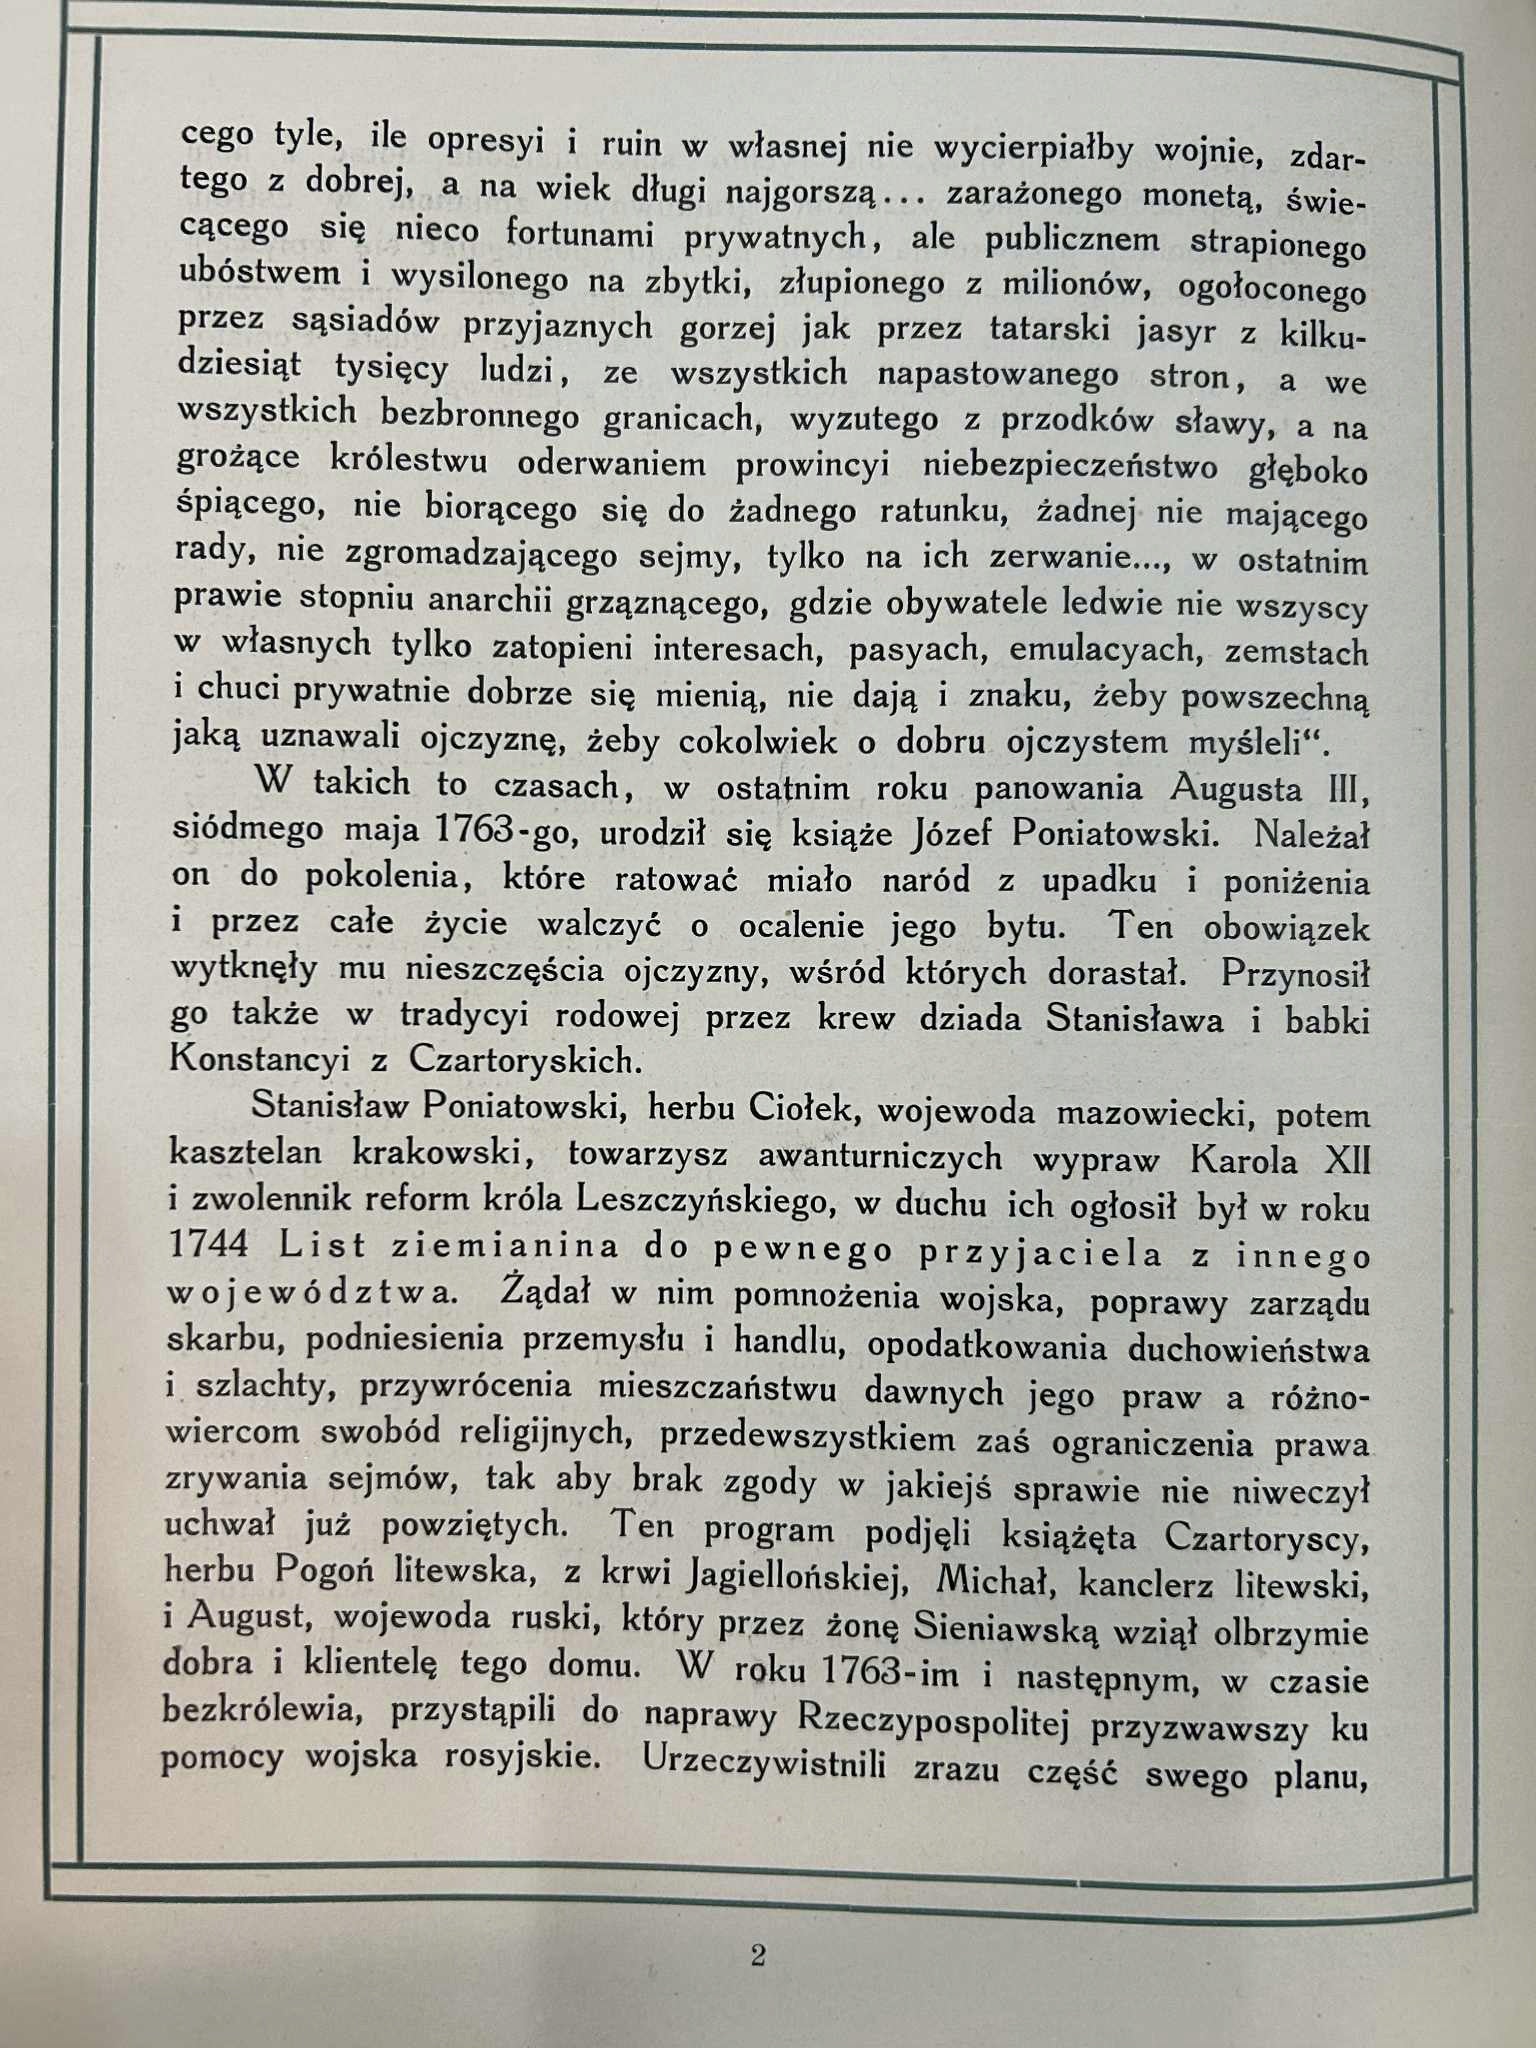 cego tyle, ile opresyi i ruin w własnej nie wycierpiałby wojnie, zdar-
tego z dobrej, a na wiek długi najgorszą... zarażonego monetą, świe-
cącego się nieco fortunami prywatnych, ale publicznem strapionego
ubóstwem i wysilonego na zbytki, złupionego z milionów, ogołoconego
przez sąsiadów przyjaznych gorzej jak przez tatarski jasyr z kilku-
dziesiąt tysięcy ludzi, ze wszystkich napastowanego stron, a we
wszystkich bezbronnego granicach, wyzutego z przodków sławy, a na
grożące królestwu oderwaniem prowincyi niebezpieczeństwo głęboko
śpiącego, nie biorącego się do żadnego ratunku, żadnej nie mającego
rady, nie zgromadzającego sejmy, tylko na ich zerwanie..., w ostatnim
prawie stopniu anarchii grząznącego, gdzie obywatele ledwie nie wszyscy
w własnych tylko zatopieni interesach, pasyach, emulacyach, zemstach
i chuci prywatnie dobrze się mienią, nie dają i znaku, żeby powszechną
jaką uznawali ojczyznę, żeby cokolwiek o dobru ojczystem myśleli“.
W takich to czasach, w ostatnim roku panowania Augusta III,
siódmego maja 1763-go, urodził się książe Józef Poniatowski. Należał
on do pokolenia, które ratować miało naród z upadku i poniżenia
i przez całe życie walczyć o ocalenie jego bytu. Ten obowiązek
wytknęły mu nieszczęścia ojczyzny, wśród których dorastał. Przynosił
go także w tradycyi rodowej przez krew dziada Stanisława i babki
Konstancyi z Czartoryskich.
Stanisław Poniatowski, herbu Ciołek, wojewoda mazowiecki, potem
kasztelan krakowski, towarzysz awanturniczych wypraw Karola XII
i zwolennik reform króla Leszczyńskiego, w duchu ich ogłosił był w roku
1744 List ziemianina do pewnego przyjaciela z innego
województwa. Żądał w nim pomnożenia wojska, poprawy zarządu
skarbu, podniesienia przemysłu i handlu, opodatkowania duchowieństwa
i szlachty, przywrócenia mieszczaństwu dawnych jego praw a różno-
wiercom swobód religijnych, przedewszystkiem zaś ograniczenia prawa
zrywania sejmów, tak aby brak zgody w jakiejś sprawie nie niweczył
uchwał już powziętych. Ten program podjęli książęta Czartoryscy,
herbu Pogoń litewska, z krwi Jagiellońskiej, Michał, kanclerz litewski,
i August, wojewoda ruski, który przez żonę Sieniawską wziął olbrzymie
dobra i klientelę tego domu. W roku 1763-im i następnym, w czasie
bezkrólewia, przystąpili do naprawy Rzeczypospolitej przyzwawszy ku
pomocy wojska rosyjskie. Urzeczywistnili zrazu część swego planu,
2